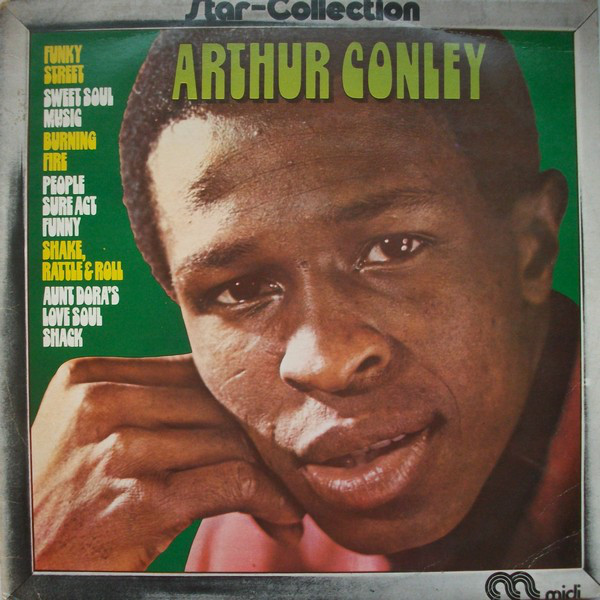 Star-Collection
ARTHUR CONLEY
FUNKY
STREET
SWEET SOUL
MUSIC
BURNING
FIRE
PEOPLE
SURE ACT
FUNNY
SHAKE,
RATTLE & ROLL
AUNT DORA'S
LOVE SOUL
SHACK
midi